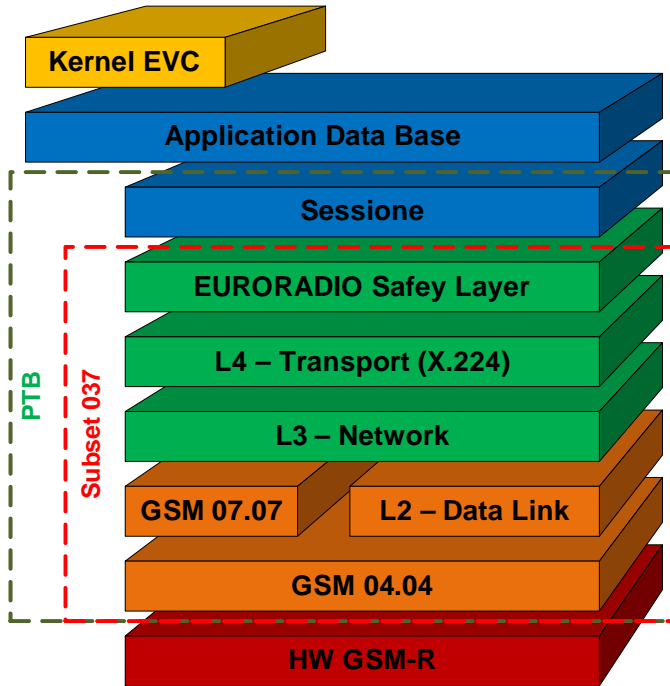 Kernel EVC
Application Data Base
Sessione
EURORADIO Safey Layer
L4 – Transport (X.224)
L3 – Network
GSM 07.07
L2 – Data Link
GSM 04.04
HW GSM-R
PTB
Subset 037